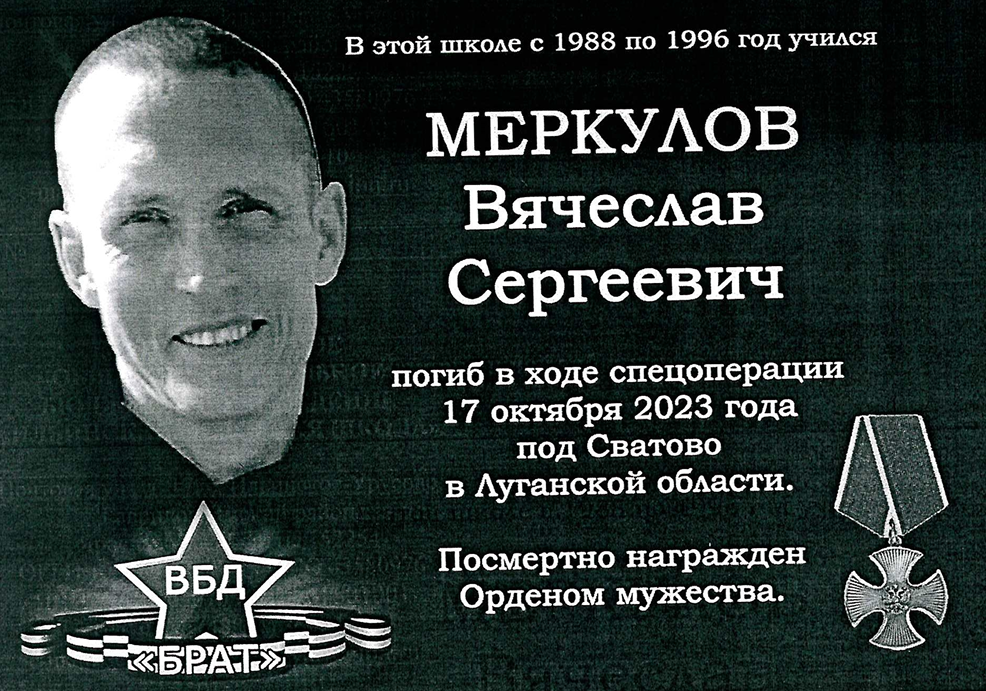 В этой школе с 1988 по 1996 год учился
МЕРКУЛОВ
Вячеслав
Сергеевич
погиб в ходе спецоперации
17 октября 2023 года
под Сватово
в Луганской области.
Посмертно награжден
Орденом мужества.
ВБД
«БРАТ»